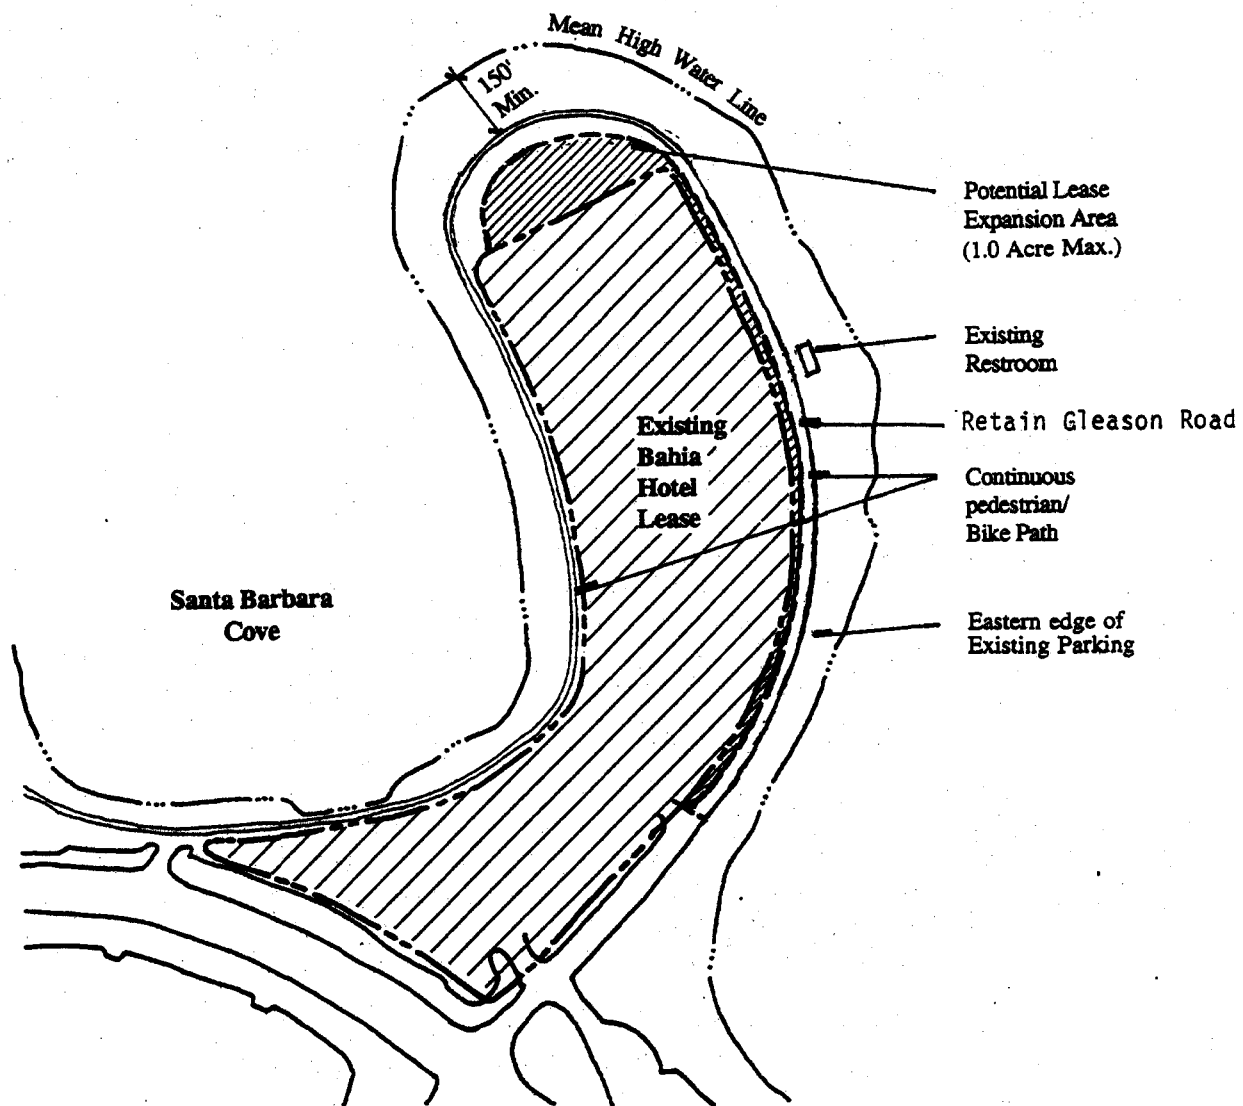 Mean High Water Line
150'
Min.
Potential Lease
Expansion Area
(1.0 Acre Max.)
Existing
Restroom
Retain Gleason Road
Existing
Bahia
Hotel
Lease
Continuous
pedestrian/
Bike Path
Santa Barbara
Cove
Eastern edge of
Existing Parking